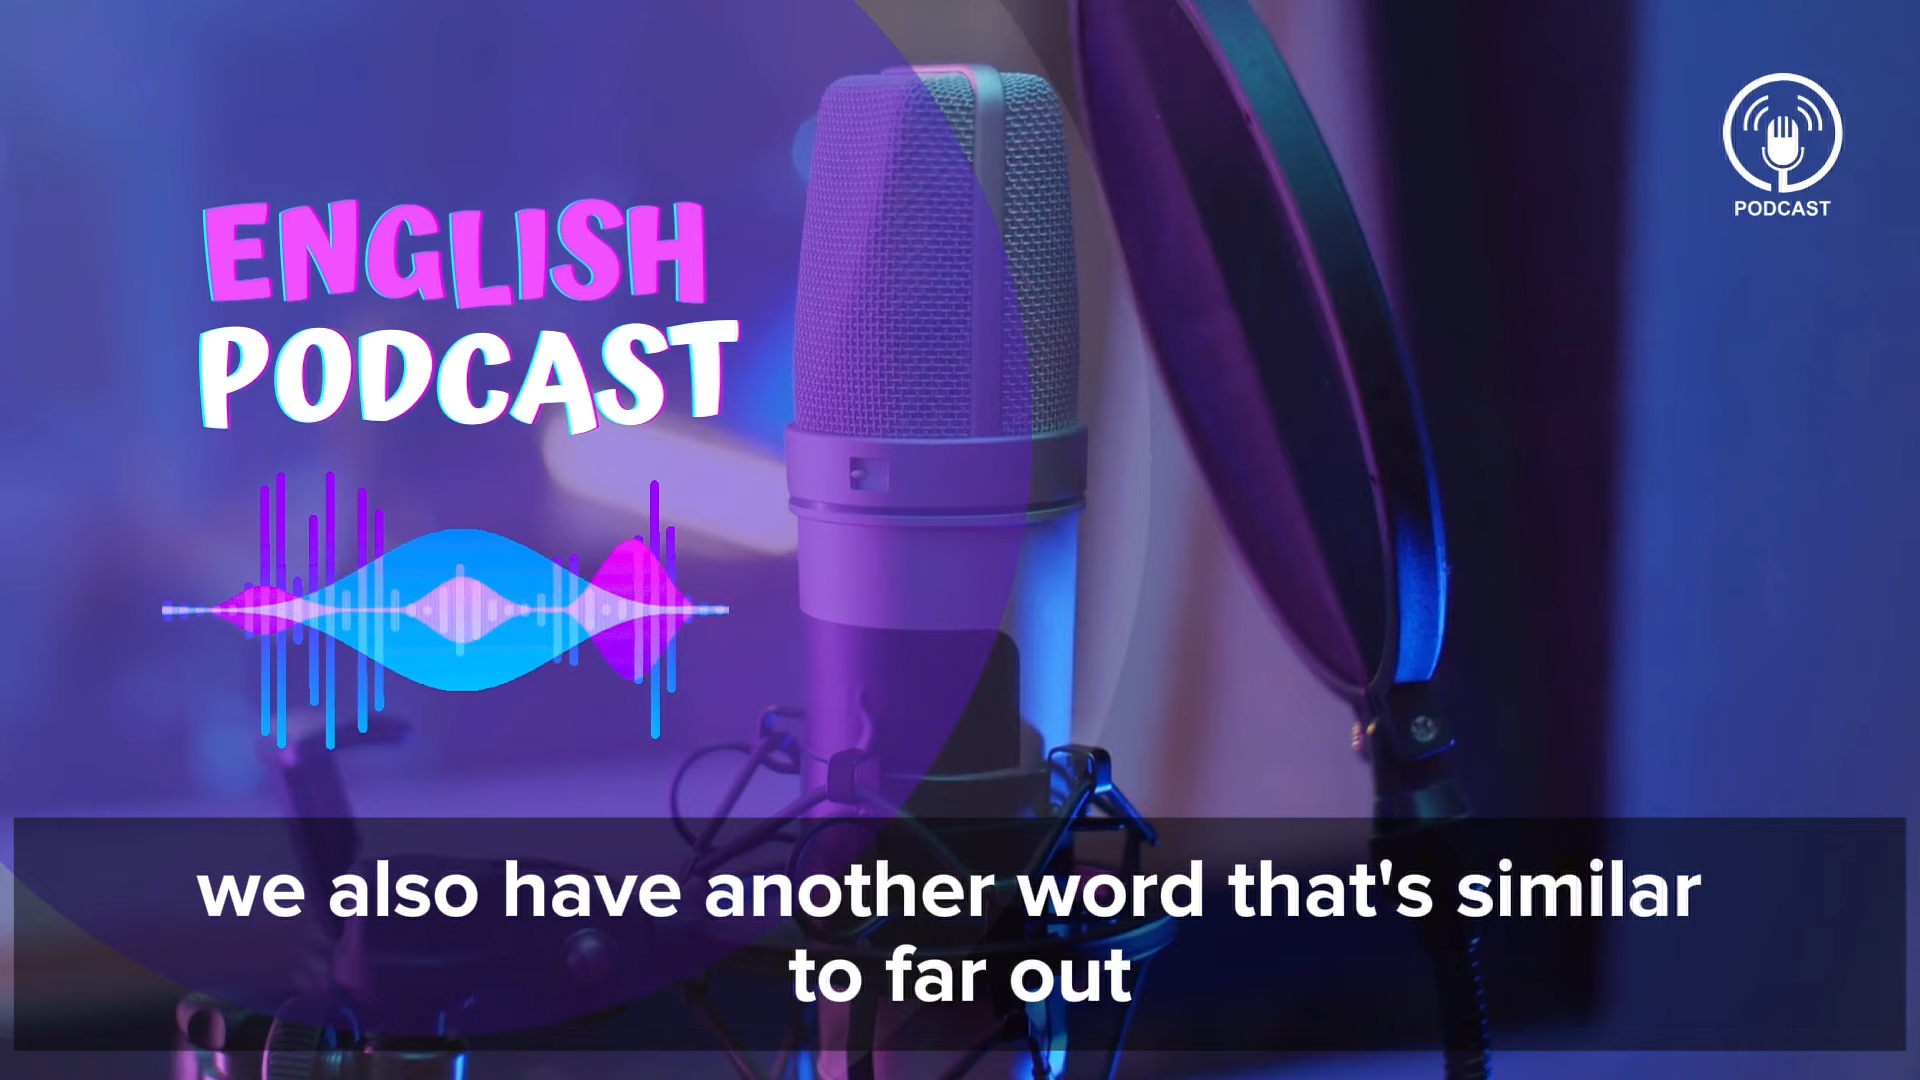 ENGLISH
PODCAST
PODCAST
we also have another word that's similar
to far out